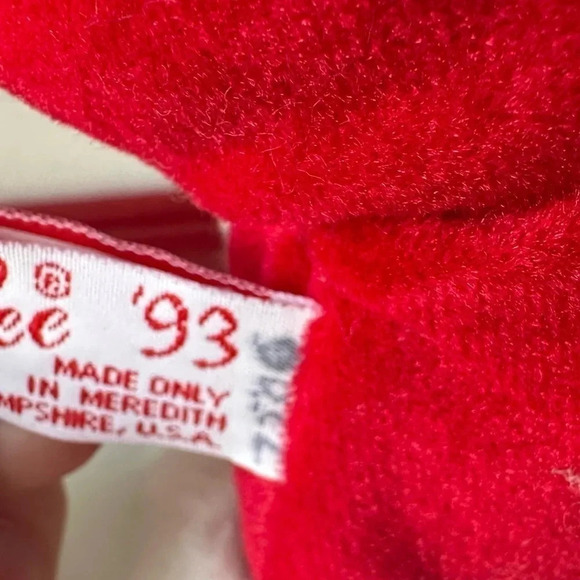 ee ® '93
MADE ONLY
IN MEREDITH
MPSHIRE, U.S.A.